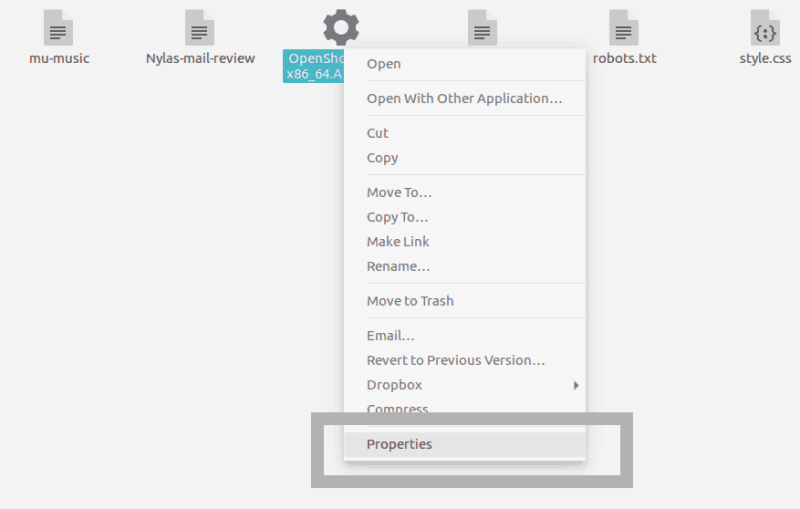 mu-music
Nylas-mail-review
OpenSho
x86_64.A
robots.txt
style.css
Open
Open With Other Application...
Cut
Copy
Move To...
Copy To...
Make Link
Rename...
Move to Trash
Email...
Revert to Previous Version...
Dropbox
Compress
Properties